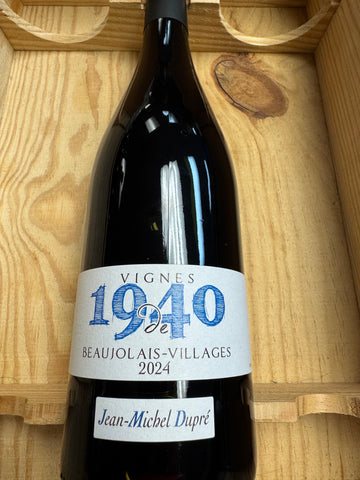 VIGNES
de
1940
BEAUJOLAIS-VILLAGES
2024
Jean-Michel Dupré